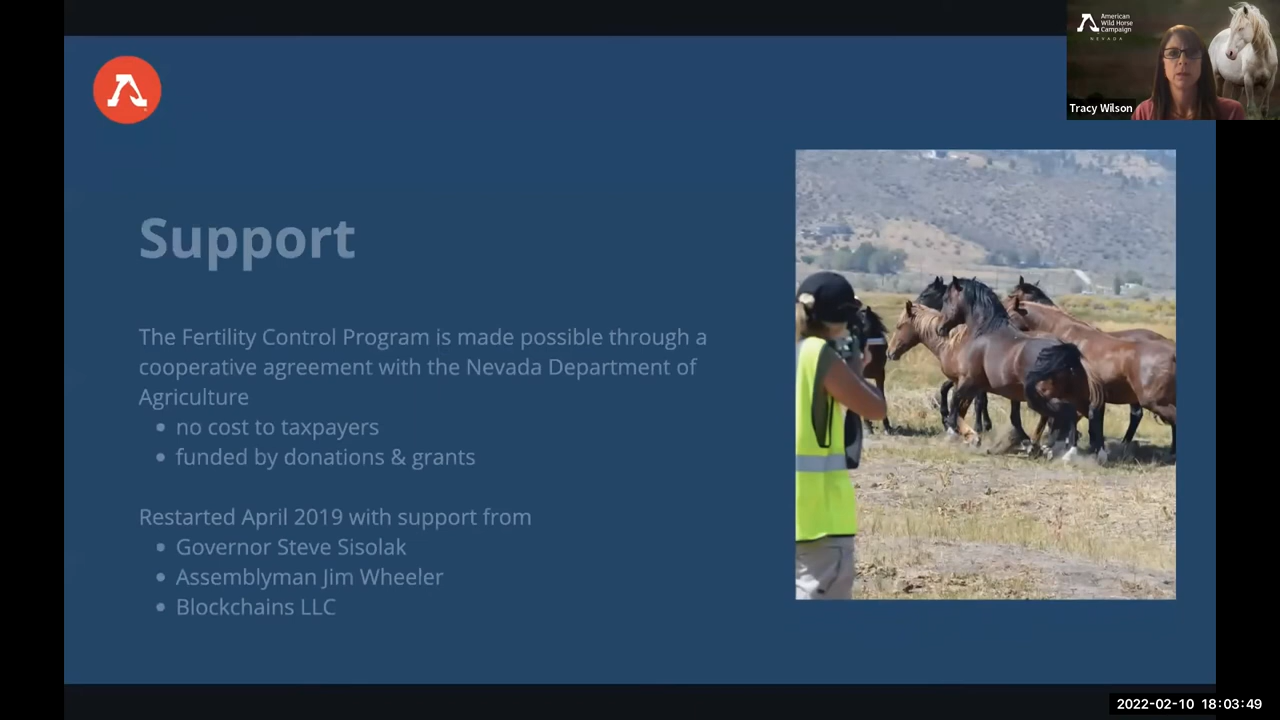 American
Wild Horse
Campaign
NEVADA
Tracy Wilson
Support
The Fertility Control Program is made possible through a
cooperative agreement with the Nevada Department of
Agriculture
• no cost to taxpayers
• funded by donations & grants
Restarted April 2019 with support from
• Governor Steve Sisolak
• Assemblyman Jim Wheeler
• Blockchains LLC
2022-02-10 18:03:49